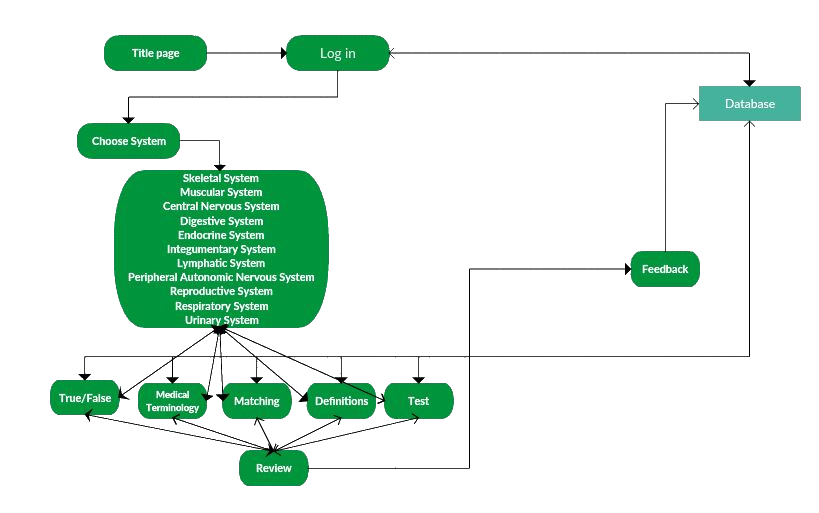 Title page
Log in
Database
Choose System
Skeletal System
Muscular System
Central Nervous System
Digestive System
Endocrine System
Integumentary System
Lymphatic System
Peripheral Autonomic Nervous System
Reproductive System
Respiratory System
Urinary System
Feedback
True/False
Medical
Terminology
Matching
Definitions
Test
Review